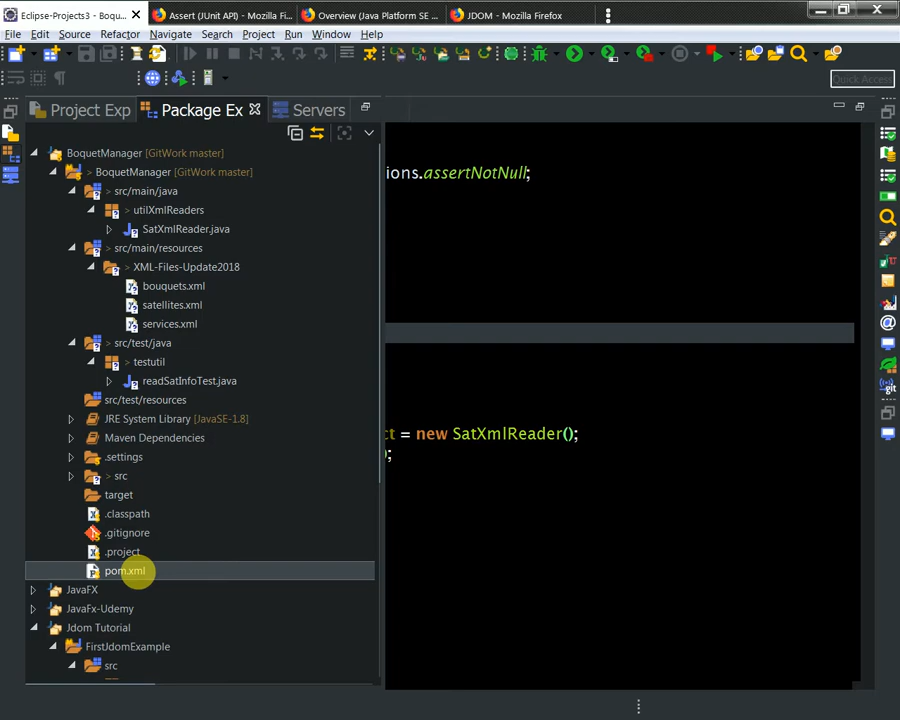 Eclipse-Projects3 - Boqu...
Assert (JUnit API) - Mozilla Fi...
Overview (Java Platform SE ...
JDOM - Mozilla Firefox
File Edit Source Refactor Navigate Search Project Run Window Help
Quick Access
Project Exp
Package Ex
Servers
BoquetManager [GitWork master]
> BoquetManager [GitWork master]
> src/main/java
> utilXmlReaders
SatXmlReader.java
> src/main/resources
> XML-Files-Update2018
bouquets.xml
satellites.xml
services.xml
> src/test/java
> testutil
readSatInfoTest.java
src/test/resources
JRE System Library [JavaSE-1.8]
Maven Dependencies
.settings
> src
target
.classpath
.gitignore
.project
pom.xml
JavaFX
JavaFx-Udemy
Jdom Tutorial
FirstJdomExample
src
ions.assertNotNull;
ct = new SatXmlReader();
);